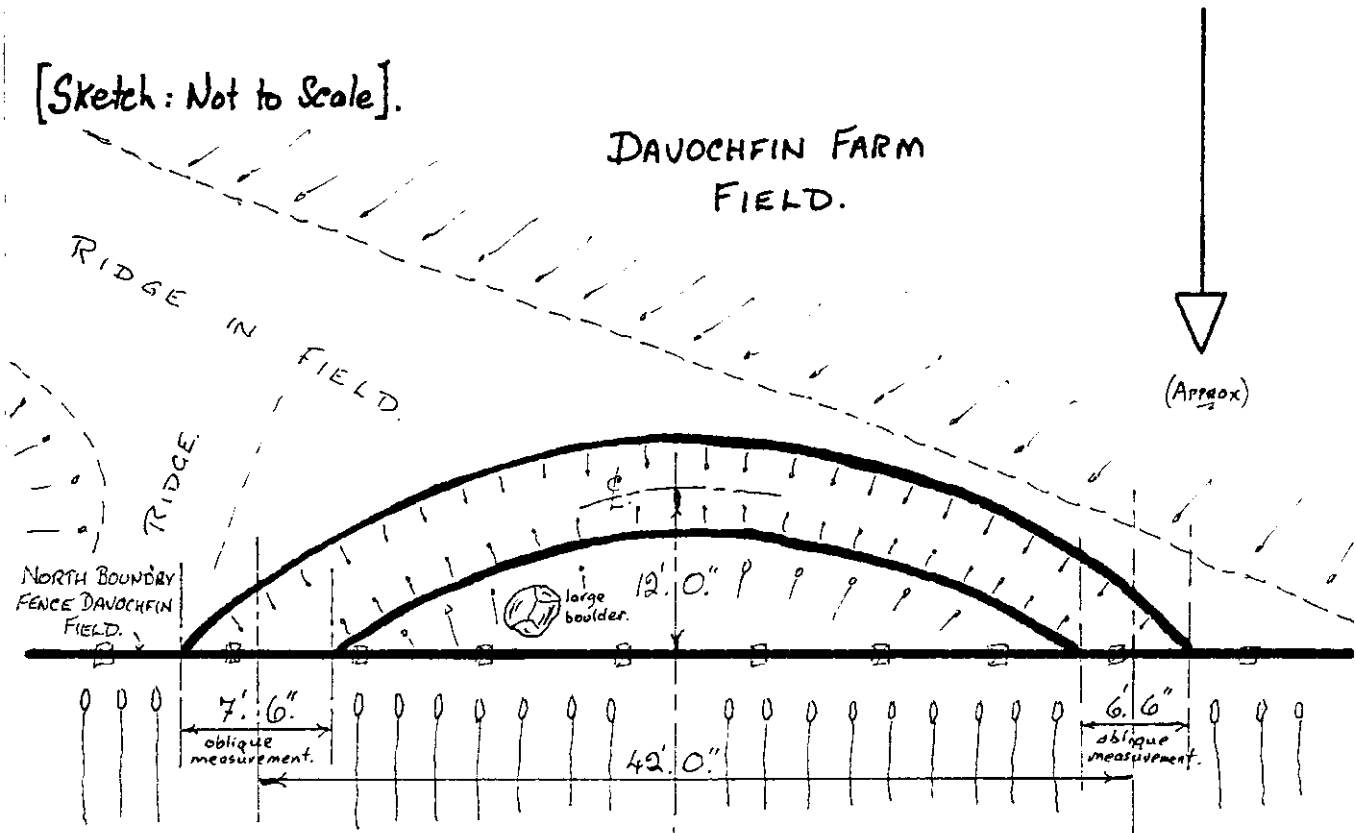 [Sketch: Not to Scale].
DAVOCHFIN FARM
FIELD.
RIDGE IN FIELD.
(APPROX)
RIDGE.
℄.
NORTH BOUNDRY
FENCE DAVOCHFIN
FIELD.
large
boulder.
12'. 0."
7'. 6".
oblique
measurement.
6'. 6"
oblique
measurement.
42'. 0."